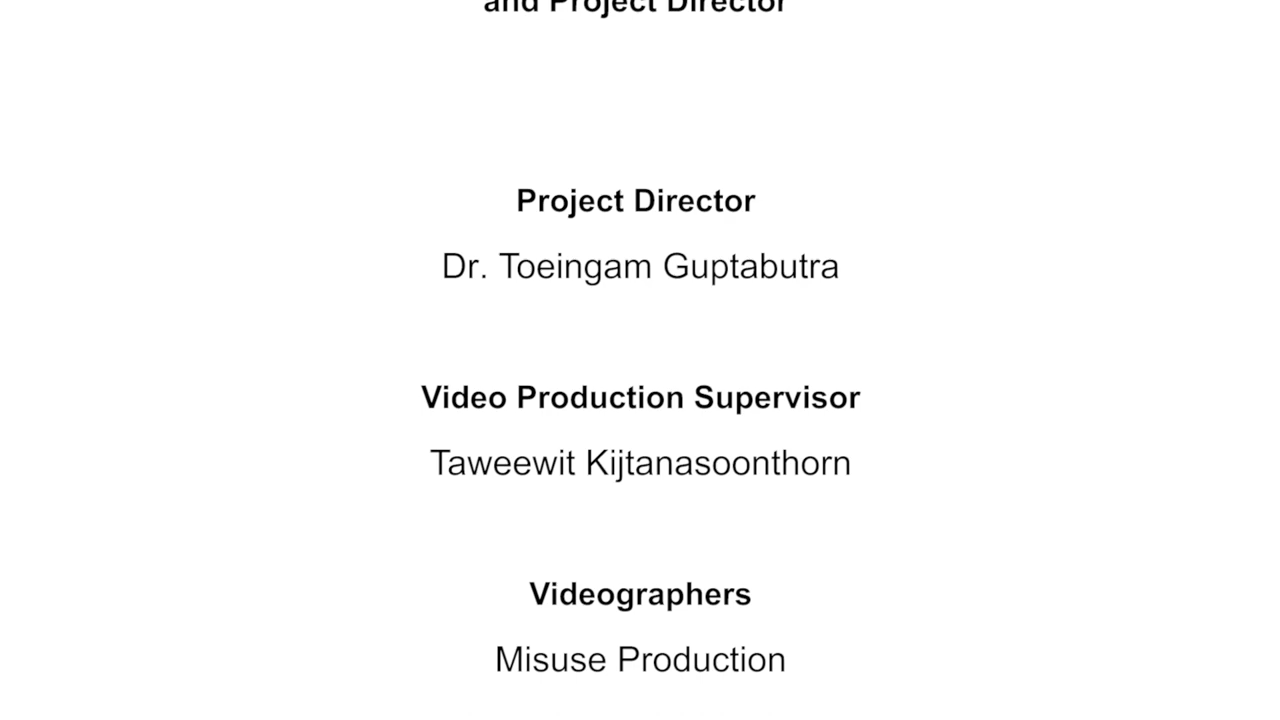 and Project Director
Project Director
Dr. Toeingam Guptabutra
Video Production Supervisor
Taweewit Kijtanasoonthorn
Videographers
Misuse Production